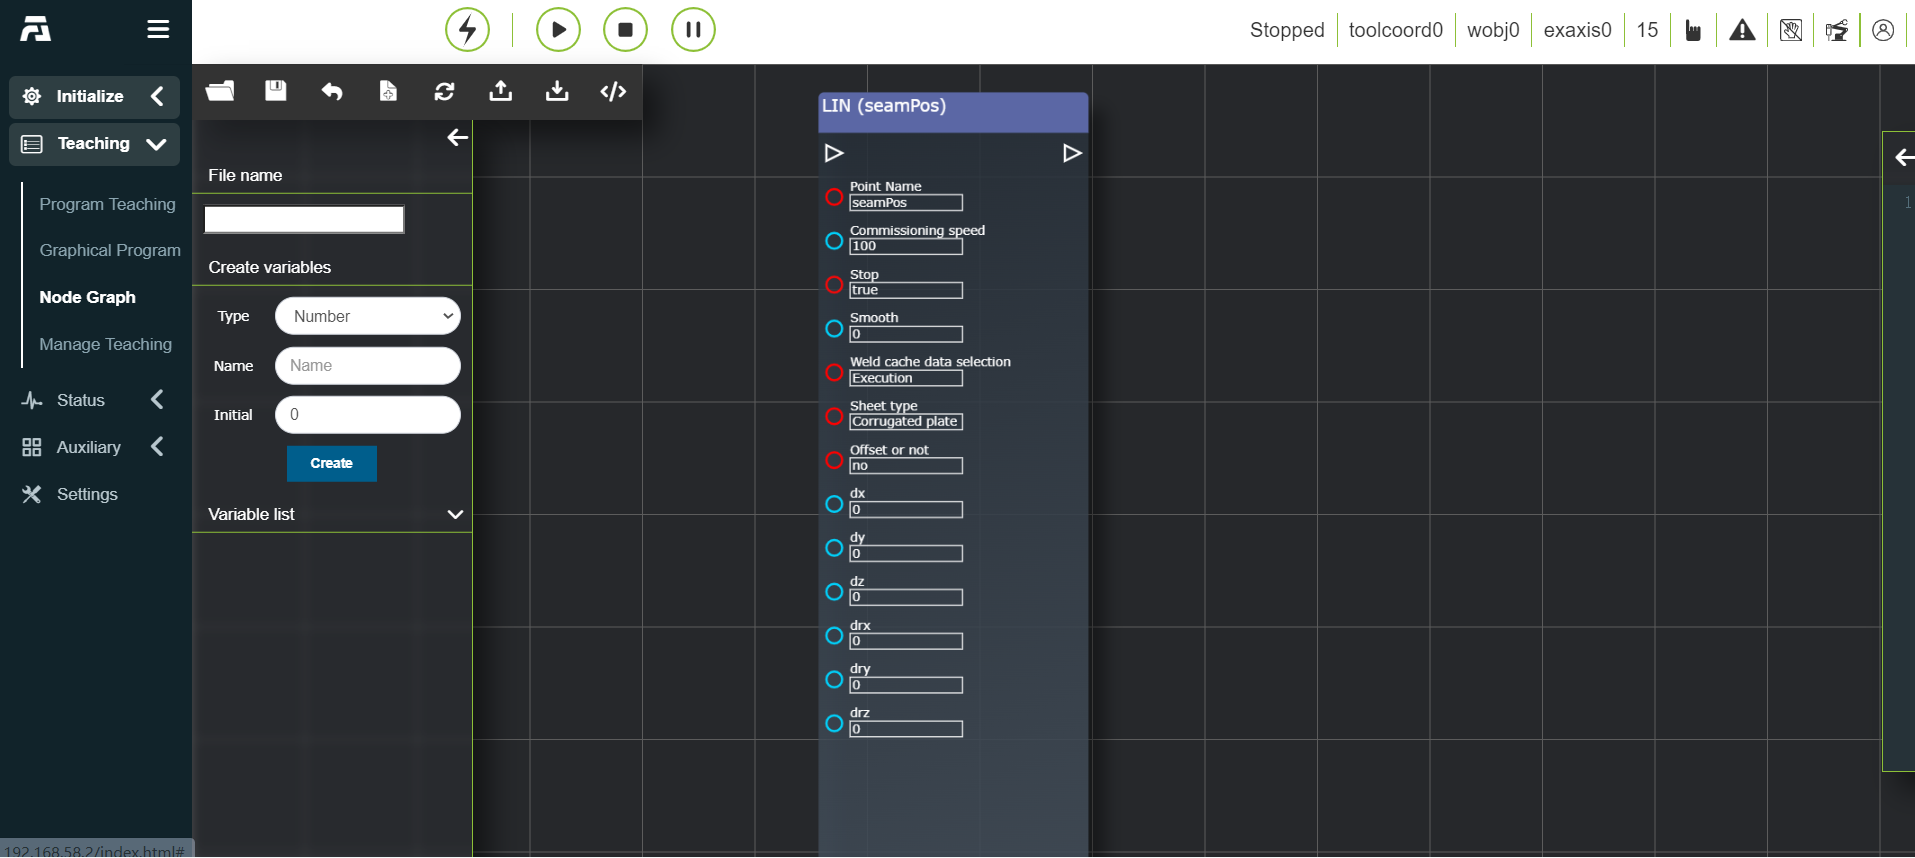 Stopped
toolcoord0
wobj0
exaxis0
15
Initialize
Teaching
Program Teaching
Graphical Program
Node Graph
Manage Teaching
Status
Auxiliary
Settings
192.168.58.2/index.html#
File name
Create variables
Type
Number
Name
Name
Initial
0
Create
Variable list
LIN (seamPos)
Point Name
seamPos
Commissioning speed
100
Stop
true
Smooth
0
Weld cache data selection
Execution
Sheet type
Corrugated plate
Offset or not
no
dx
0
dy
0
dz
0
drx
0
dry
0
drz
0
1